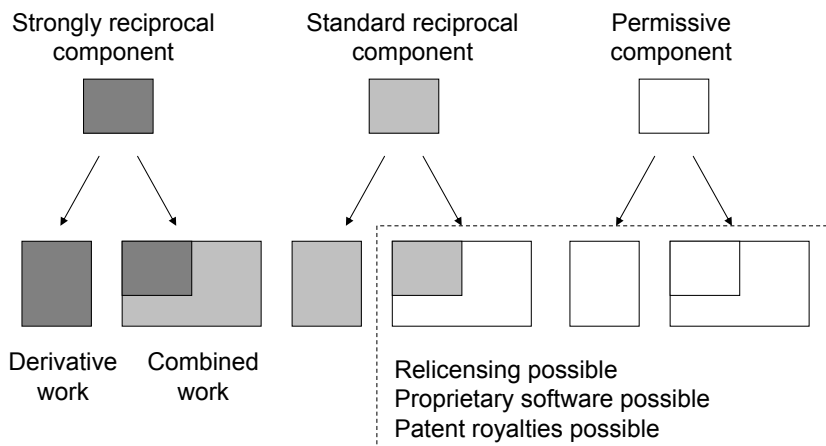 Strongly reciprocal
component
Standard reciprocal
component
Permissive
component
Derivative
work
Combined
work
Relicensing possible
Proprietary software possible
Patent royalties possible